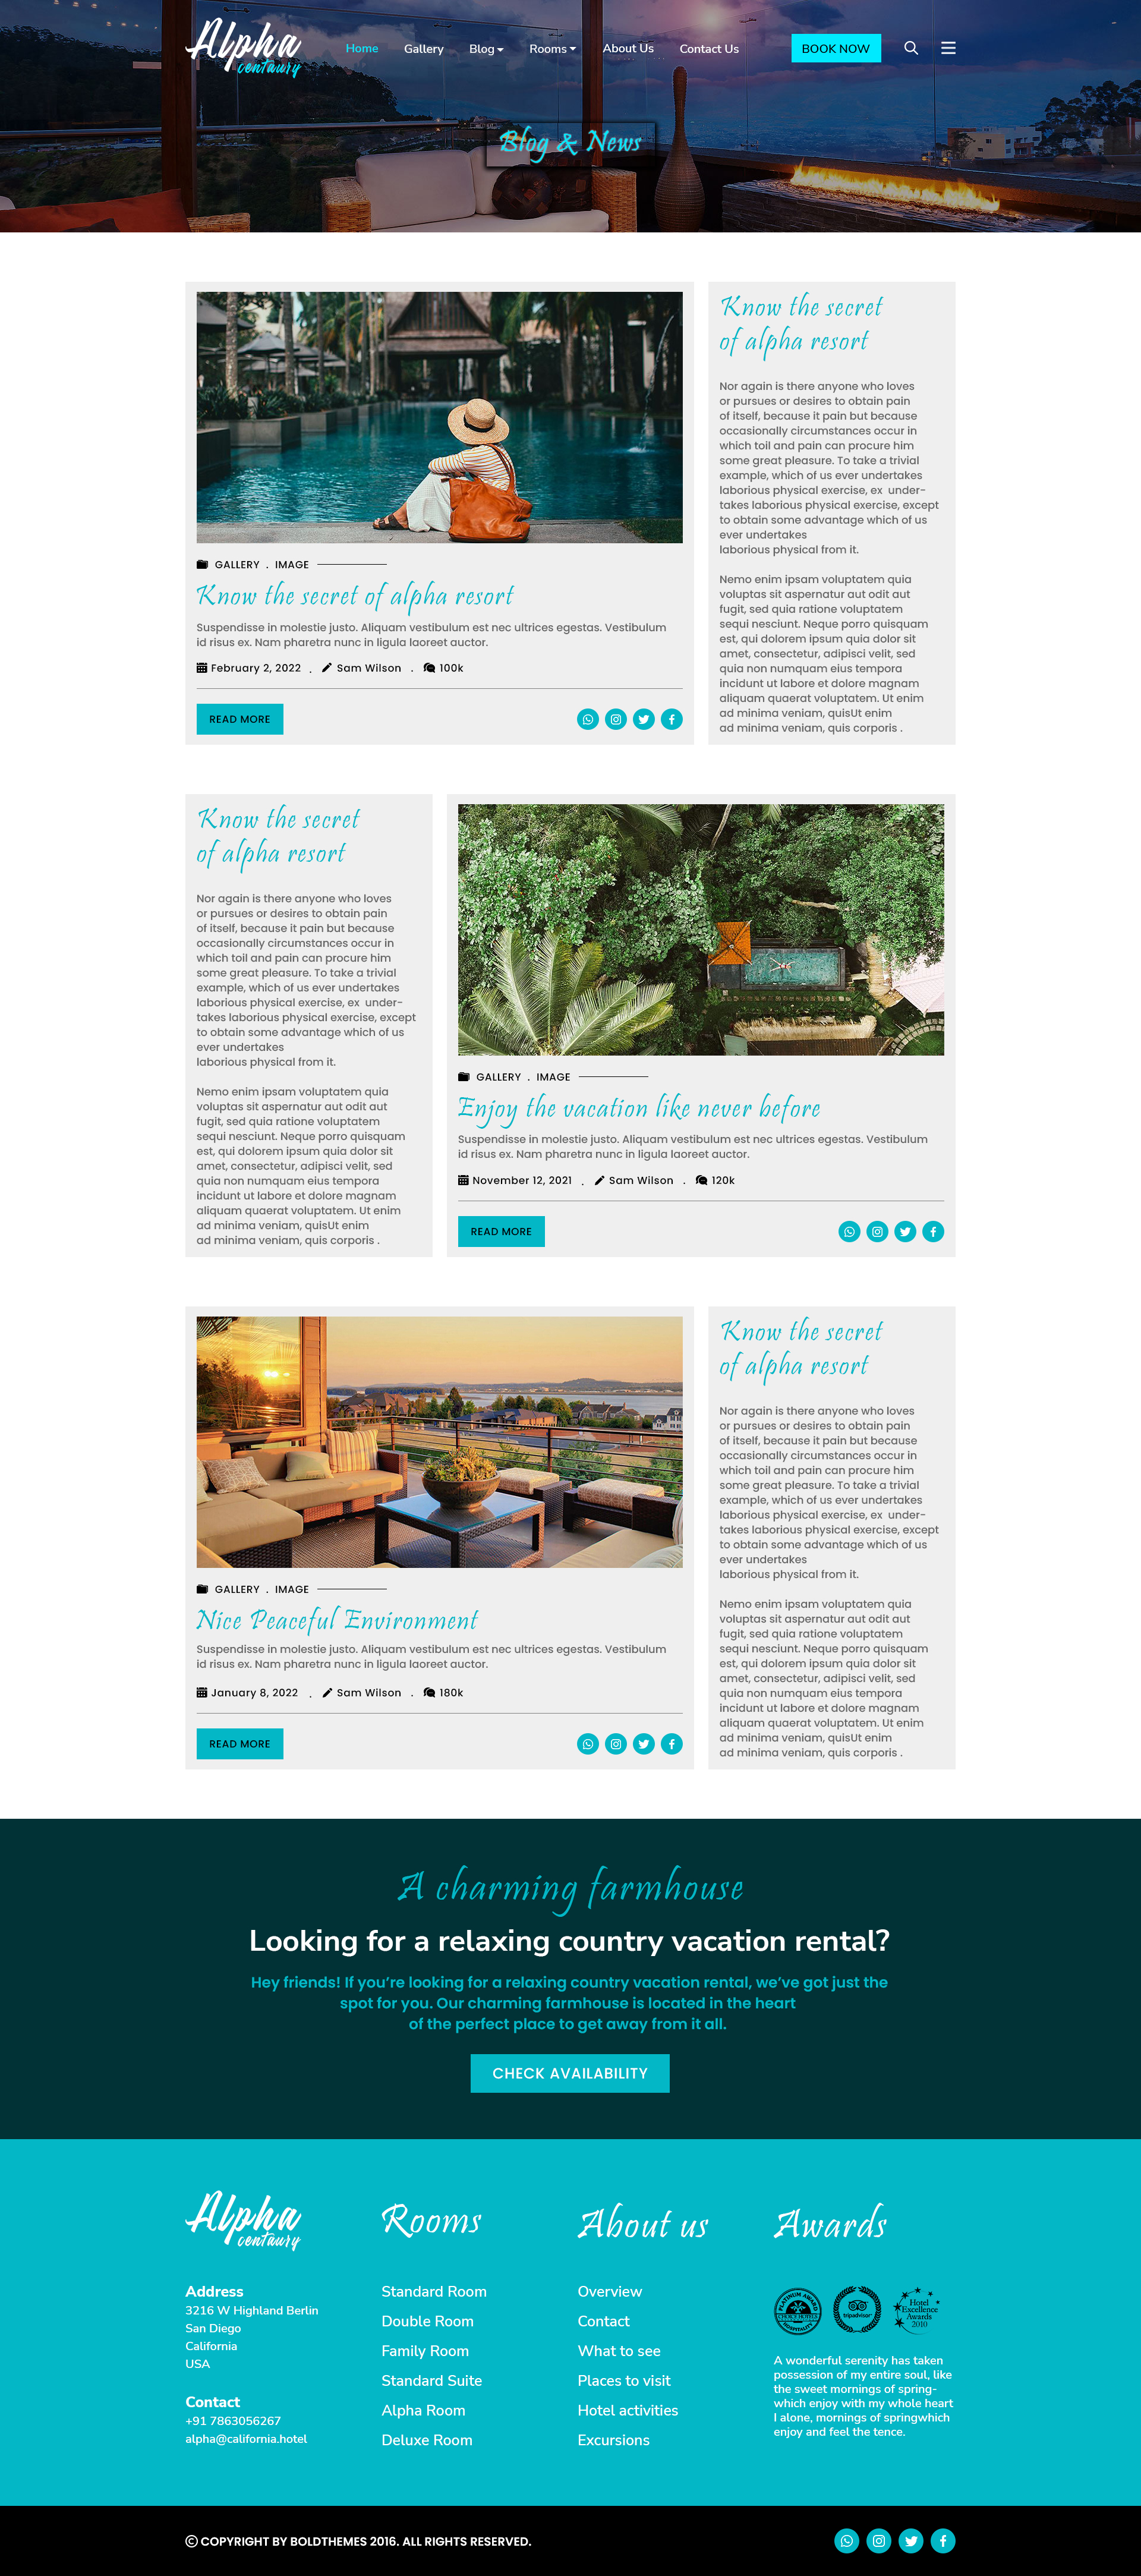 Alpha
centaury
Home Gallery Blog Rooms About Us Contact Us BOOK NOW
Blog & News
GALLERY . IMAGE
Know the secret of alpha resort
Suspendisse in molestie justo. Aliquam vestibulum est nec ultrices egestas. Vestibulum
id risus ex. Nam pharetra nunc in ligula laoreet auctor.
February 2, 2022 . Sam Wilson . 100k
READ MORE
Know the secret
of alpha resort
Nor again is there anyone who loves
or pursues or desires to obtain pain
of itself, because it pain but because
occasionally circumstances occur in
which toil and pain can procure him
some great pleasure. To take a trivial
example, which of us ever undertakes
laborious physical exercise, ex under-
takes laborious physical exercise, except
to obtain some advantage which of us
ever undertakes
laborious physical from it.
Nemo enim ipsam voluptatem quia
voluptas sit aspernatur aut odit aut
fugit, sed quia ratione voluptatem
sequi nesciunt. Neque porro quisquam
est, qui dolorem ipsum quia dolor sit
amet, consectetur, adipisci velit, sed
quia non numquam eius tempora
incidunt ut labore et dolore magnam
aliquam quaerat voluptatem. Ut enim
ad minima veniam, quisUt enim
ad minima veniam, quis corporis .
Know the secret
of alpha resort
Nor again is there anyone who loves
or pursues or desires to obtain pain
of itself, because it pain but because
occasionally circumstances occur in
which toil and pain can procure him
some great pleasure. To take a trivial
example, which of us ever undertakes
laborious physical exercise, ex under-
takes laborious physical exercise, except
to obtain some advantage which of us
ever undertakes
laborious physical from it.
Nemo enim ipsam voluptatem quia
voluptas sit aspernatur aut odit aut
fugit, sed quia ratione voluptatem
sequi nesciunt. Neque porro quisquam
est, qui dolorem ipsum quia dolor sit
amet, consectetur, adipisci velit, sed
quia non numquam eius tempora
incidunt ut labore et dolore magnam
aliquam quaerat voluptatem. Ut enim
ad minima veniam, quisUt enim
ad minima veniam, quis corporis .
GALLERY . IMAGE
Enjoy the vacation like never before
Suspendisse in molestie justo. Aliquam vestibulum est nec ultrices egestas. Vestibulum
id risus ex. Nam pharetra nunc in ligula laoreet auctor.
November 12, 2021 . Sam Wilson . 120k
READ MORE
GALLERY . IMAGE
Nice Peaceful Environment
Suspendisse in molestie justo. Aliquam vestibulum est nec ultrices egestas. Vestibulum
id risus ex. Nam pharetra nunc in ligula laoreet auctor.
January 8, 2022 . Sam Wilson . 180k
READ MORE
Know the secret
of alpha resort
Nor again is there anyone who loves
or pursues or desires to obtain pain
of itself, because it pain but because
occasionally circumstances occur in
which toil and pain can procure him
some great pleasure. To take a trivial
example, which of us ever undertakes
laborious physical exercise, ex under-
takes laborious physical exercise, except
to obtain some advantage which of us
ever undertakes
laborious physical from it.
Nemo enim ipsam voluptatem quia
voluptas sit aspernatur aut odit aut
fugit, sed quia ratione voluptatem
sequi nesciunt. Neque porro quisquam
est, qui dolorem ipsum quia dolor sit
amet, consectetur, adipisci velit, sed
quia non numquam eius tempora
incidunt ut labore et dolore magnam
aliquam quaerat voluptatem. Ut enim
ad minima veniam, quisUt enim
ad minima veniam, quis corporis .
A charming farmhouse
Looking for a relaxing country vacation rental?
Hey friends! If you’re looking for a relaxing country vacation rental, we’ve got just the
spot for you. Our charming farmhouse is located in the heart
of the perfect place to get away from it all.
CHECK AVAILABILITY
Alpha
centaury
Address
3216 W Highland Berlin
San Diego
California
USA
Contact
+91 7863056267
alpha@california.hotel
Rooms
Standard Room
Double Room
Family Room
Standard Suite
Alpha Room
Deluxe Room
About us
Overview
Contact
What to see
Places to visit
Hotel activities
Excursions
Awards
PLATINUM AWARD
CHOICE HOTELS
HOSPITALITY
tripadvisor
Hotel
Excellence
Awards
2010
A wonderful serenity has taken
possession of my entire soul, like
the sweet mornings of spring-
which enjoy with my whole heart
I alone, mornings of springwhich
enjoy and feel the tence.
© COPYRIGHT BY BOLDTHEMES 2016. ALL RIGHTS RESERVED.